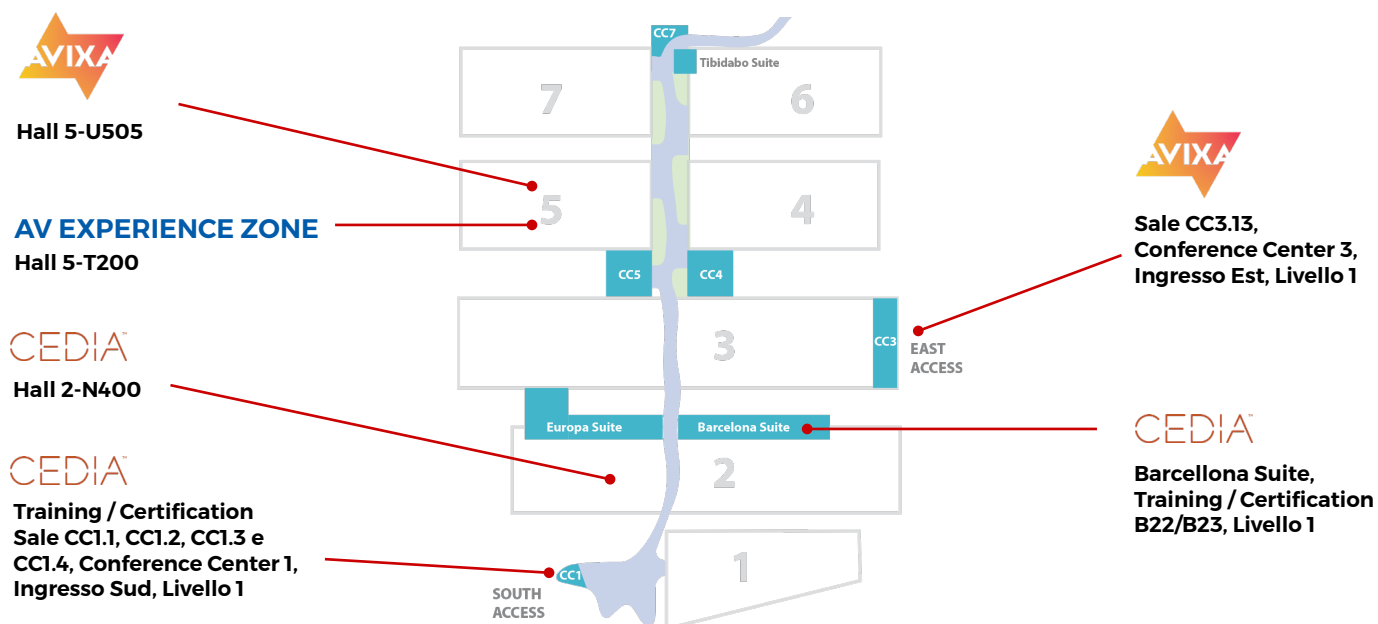 AVIXA
Hall 5-U505
AV EXPERIENCE ZONE
Hall 5-T200
CEDIA™
Hall 2-N400
CEDIA™
Training / Certification
Sale CC1.1, CC1.2, CC1.3 e
CC1.4, Conference Center 1,
Ingresso Sud, Livello 1
CC7
Tibidabo Suite
7
6
5
4
CC5
CC4
3
CC3
EAST
ACCESS
Europa Suite
Barcelona Suite
2
1
CC1
SOUTH
ACCESS
AVIXA
Sale CC3.13,
Conference Center 3,
Ingresso Est, Livello 1
CEDIA™
Barcellona Suite,
Training / Certification
B22/B23, Livello 1